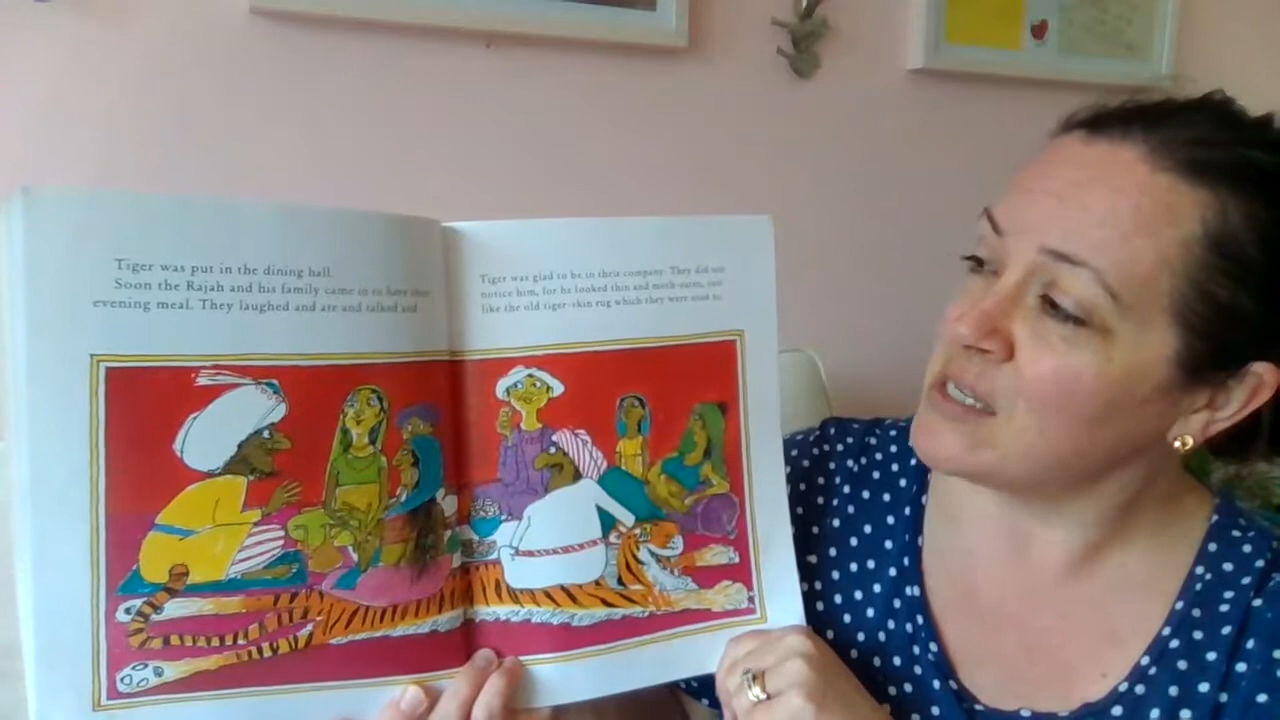 Tiger was put in the dining hall.
Soon the Rajah and his family came in to have their
evening meal. They laughed and ate and talked and
Tiger was glad to be in their company. They did not
notice him, for he looked thin and moth-eaten, just
like the old tiger-skin rug which they were used to.